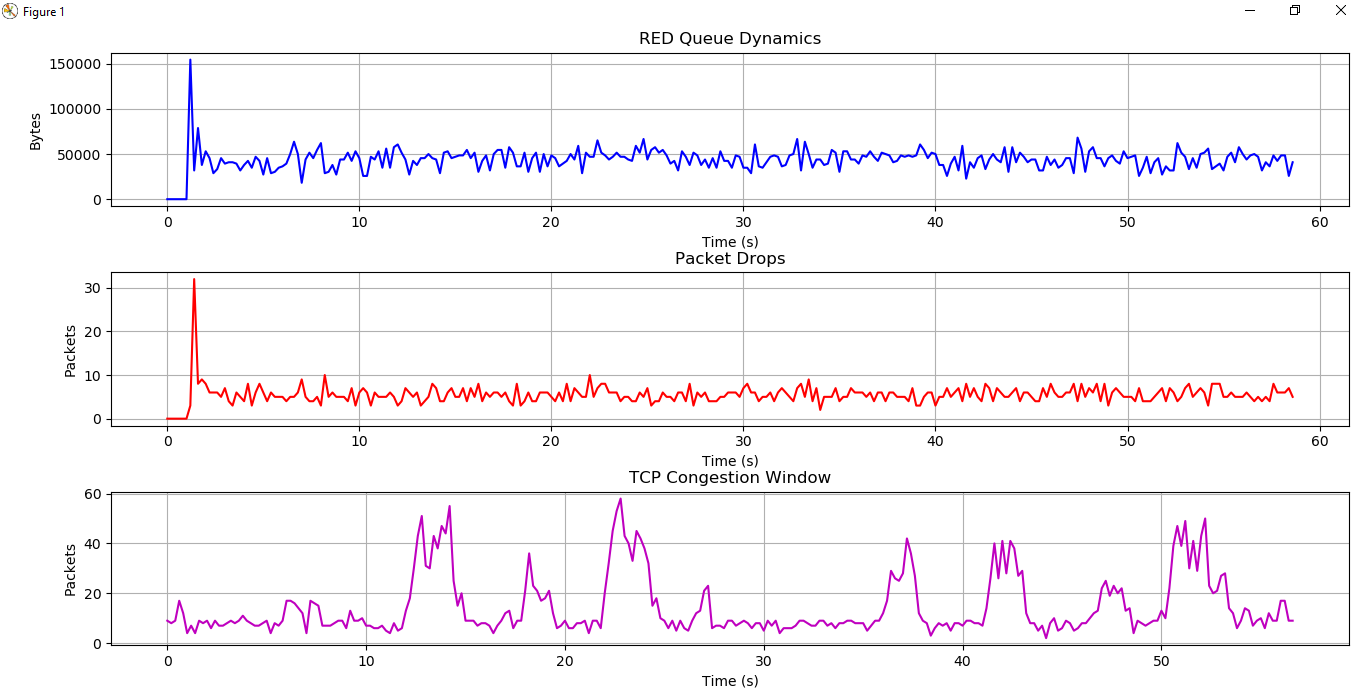 Figure 1
RED Queue Dynamics
150000
100000
50000
0
Bytes
0 10 20 30 40 50 60
Time (s)
Packet Drops
30
20
10
0
Packets
0 10 20 30 40 50 60
Time (s)
TCP Congestion Window
60
40
20
0
Packets
0 10 20 30 40 50
Time (s)